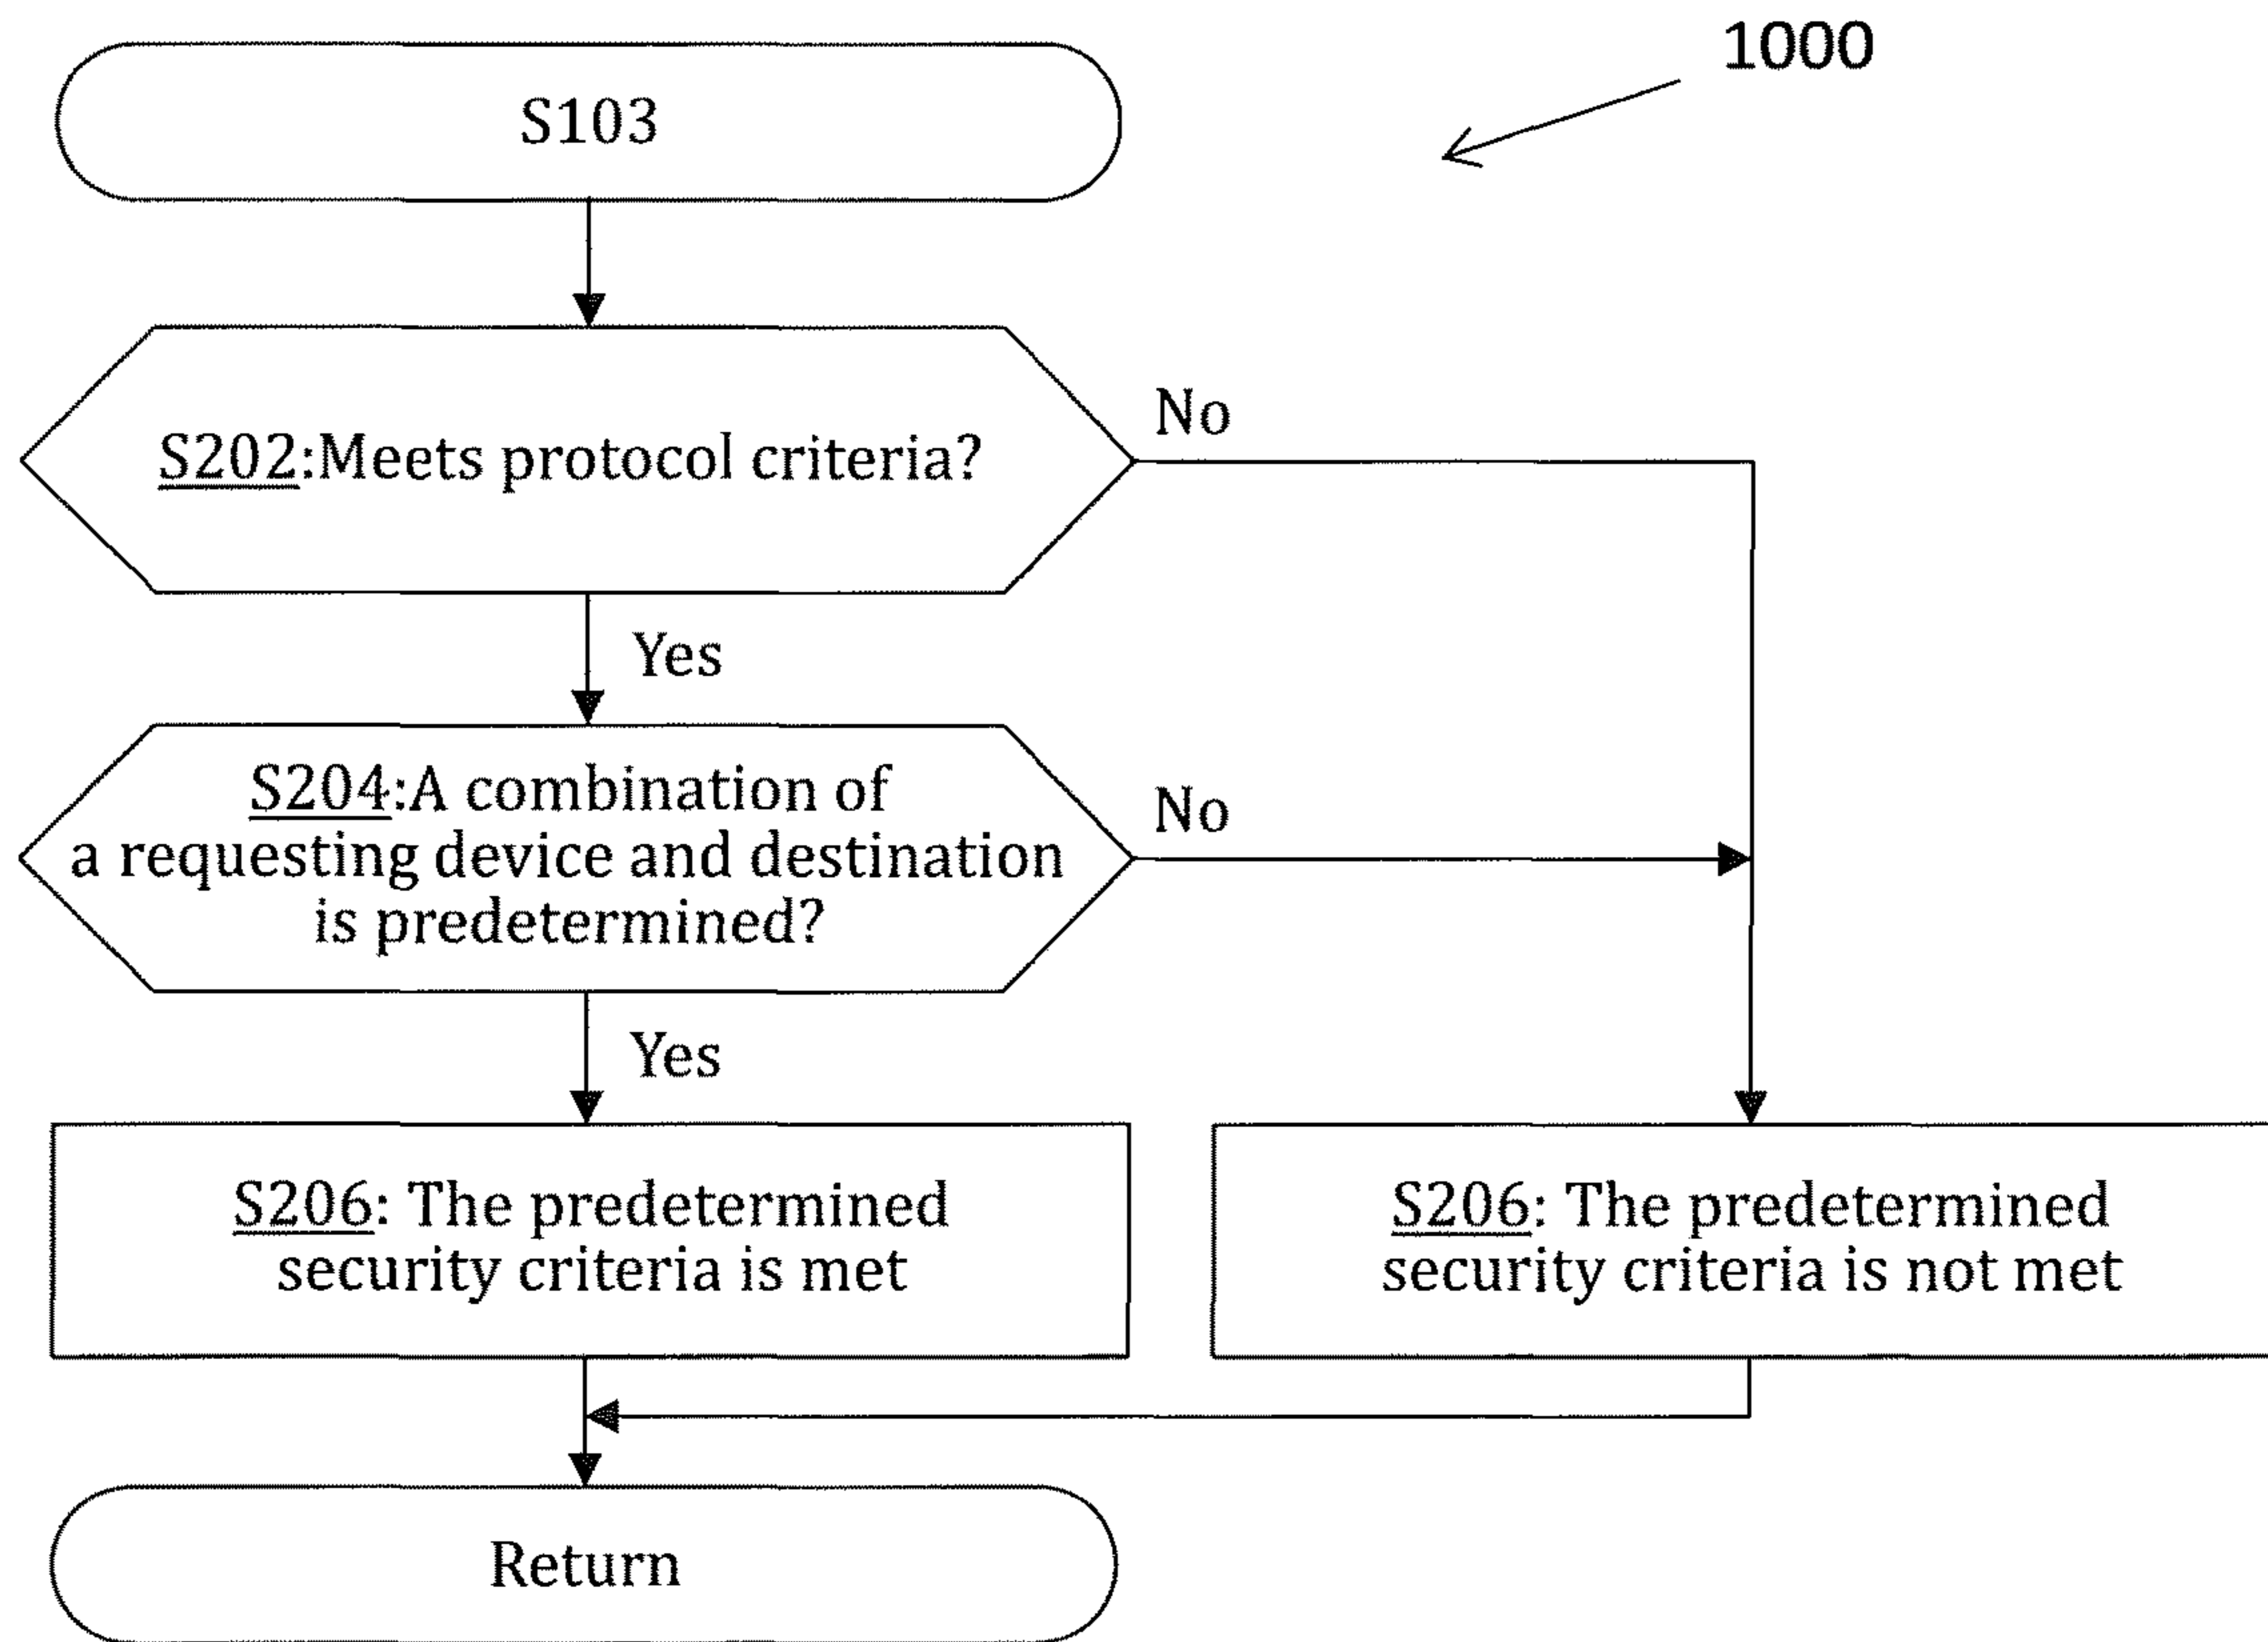 1000
S103
S202:Meets protocol criteria?
No
Yes
S204:A combination of
a requesting device and destination
is predetermined?
No
Yes
S206: The predetermined
security criteria is met
S206: The predetermined
security criteria is not met
Return